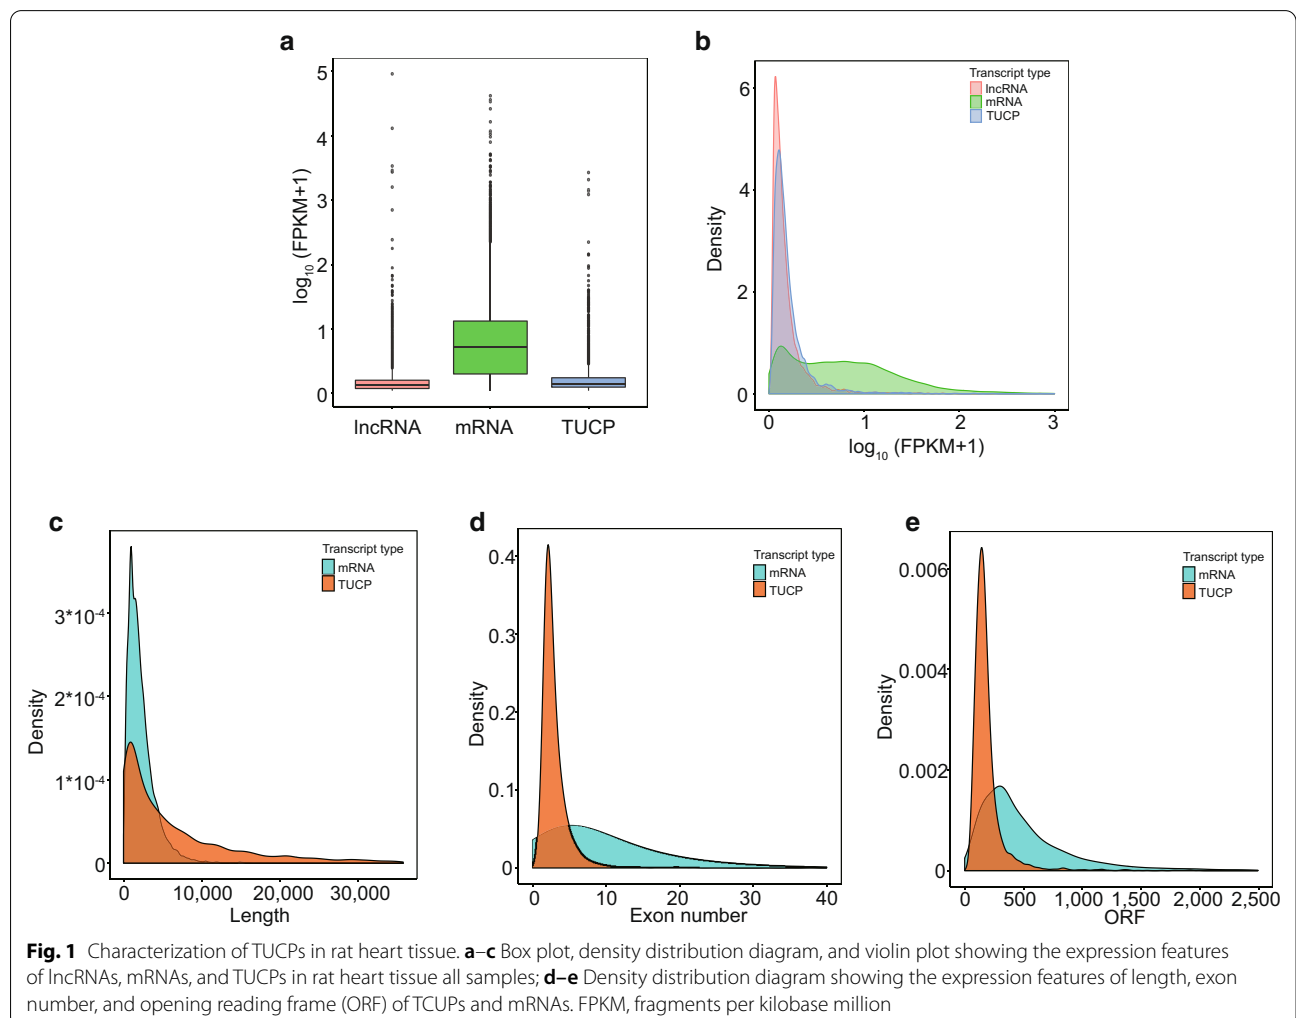 a
5
4
3
2
1
0
log10 (FPKM+1)
lncRNA mRNA TUCP
b
Transcript type
lncRNA
mRNA
TUCP
6
4
2
0
Density
0 1 2 3
log10 (FPKM+1)
c
Transcript type
mRNA
TUCP
3*10-4
2*10-4
1*10-4
0
Density
0 10,000 20,000 30,000
Length
d
Transcript type
mRNA
TUCP
0.4
0.3
0.2
0.1
0
Density
0 10 20 30 40
Exon number
e
Transcript type
mRNA
TUCP
0.006
0.004
0.002
0
Density
0 500 1,000 1,500 2,000 2,500
ORF
Fig. 1 Characterization of TUCPs in rat heart tissue. a–c Box plot, density distribution diagram, and violin plot showing the expression features
of lncRNAs, mRNAs, and TUCPs in rat heart tissue all samples; d–e Density distribution diagram showing the expression features of length, exon
number, and opening reading frame (ORF) of TCUPs and mRNAs. FPKM, fragments per kilobase million